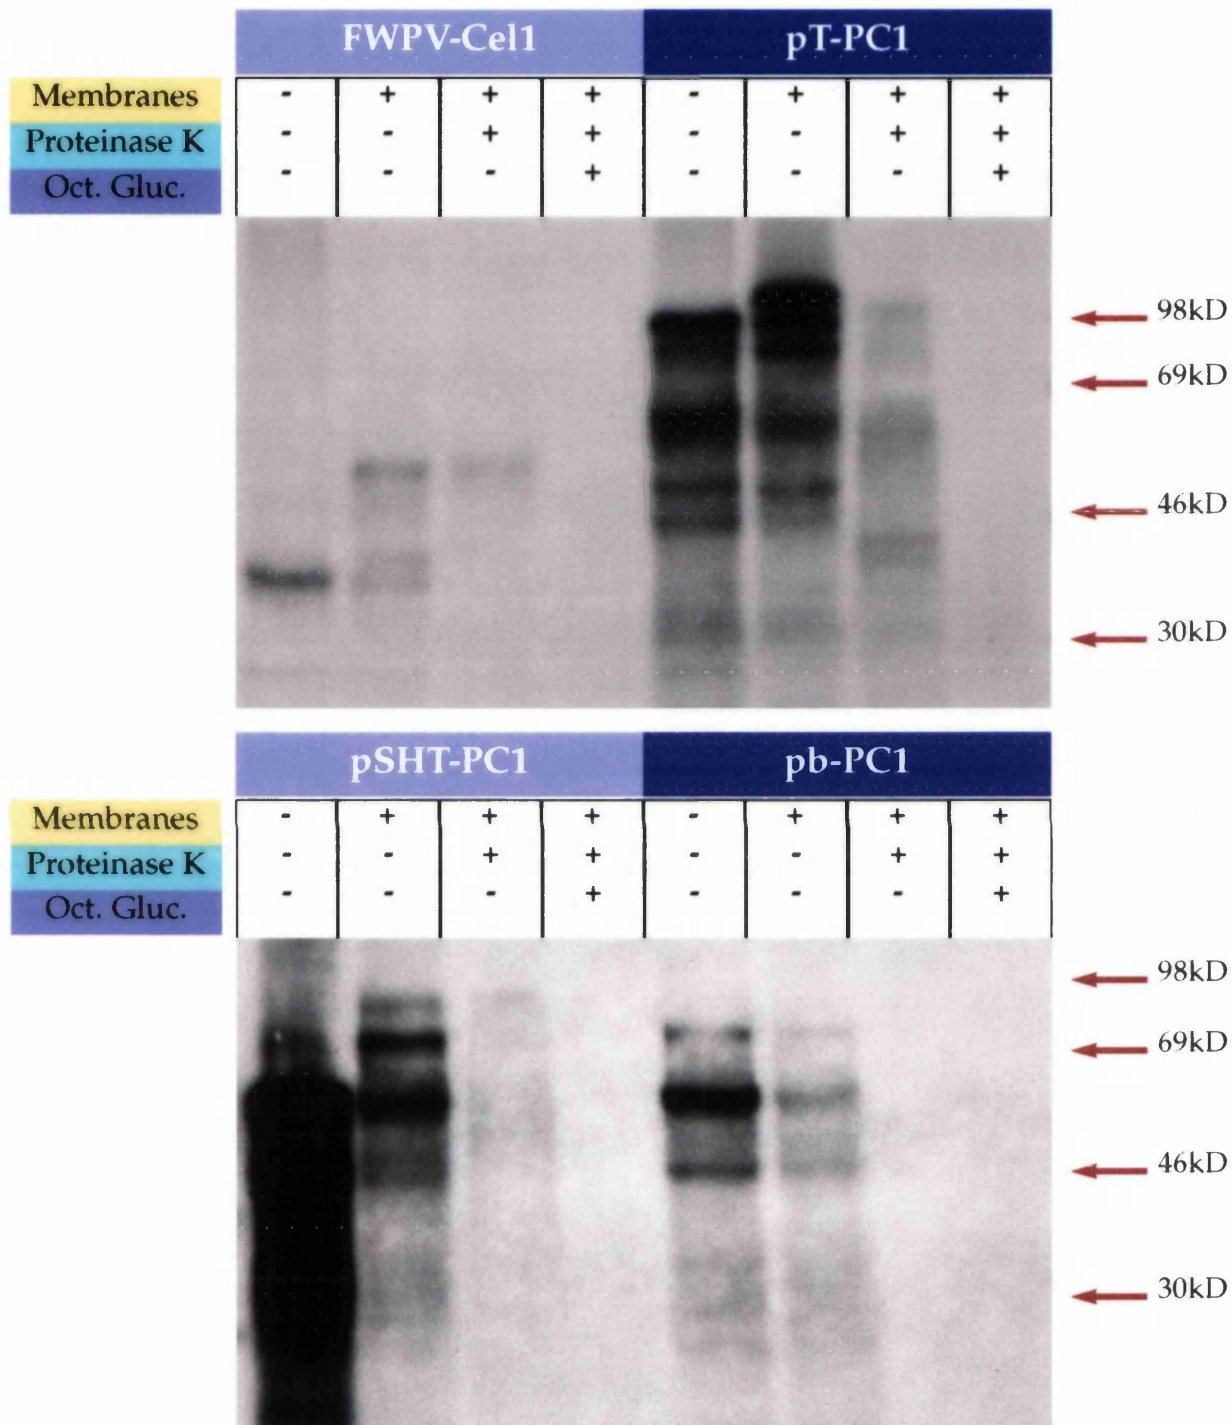 FWPV-Cel1 pT-PC1
Membranes - + + + - + + +
Proteinase K - - + + - - + +
Oct. Gluc. - - - + - - - +
98kD
69kD
46kD
30kD
pSHT-PC1 pb-PC1
Membranes - + + + - + + +
Proteinase K - - + + - - + +
Oct. Gluc. - - - + - - - +
98kD
69kD
46kD
30kD